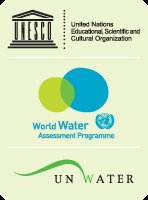 UNESCO
United Nations
Educational, Scientific and
Cultural Organization
World Water
Assessment Programme
UN WATER